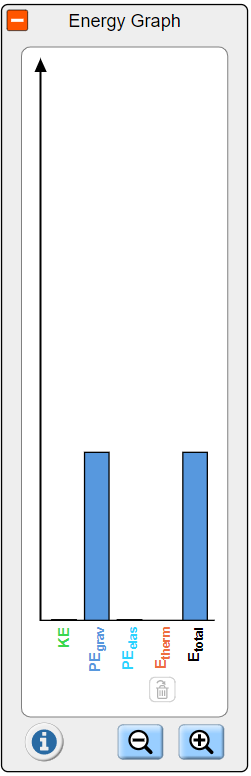 Energy Graph
KE
PEgrav
PEelas
Etherm
Etotal
i